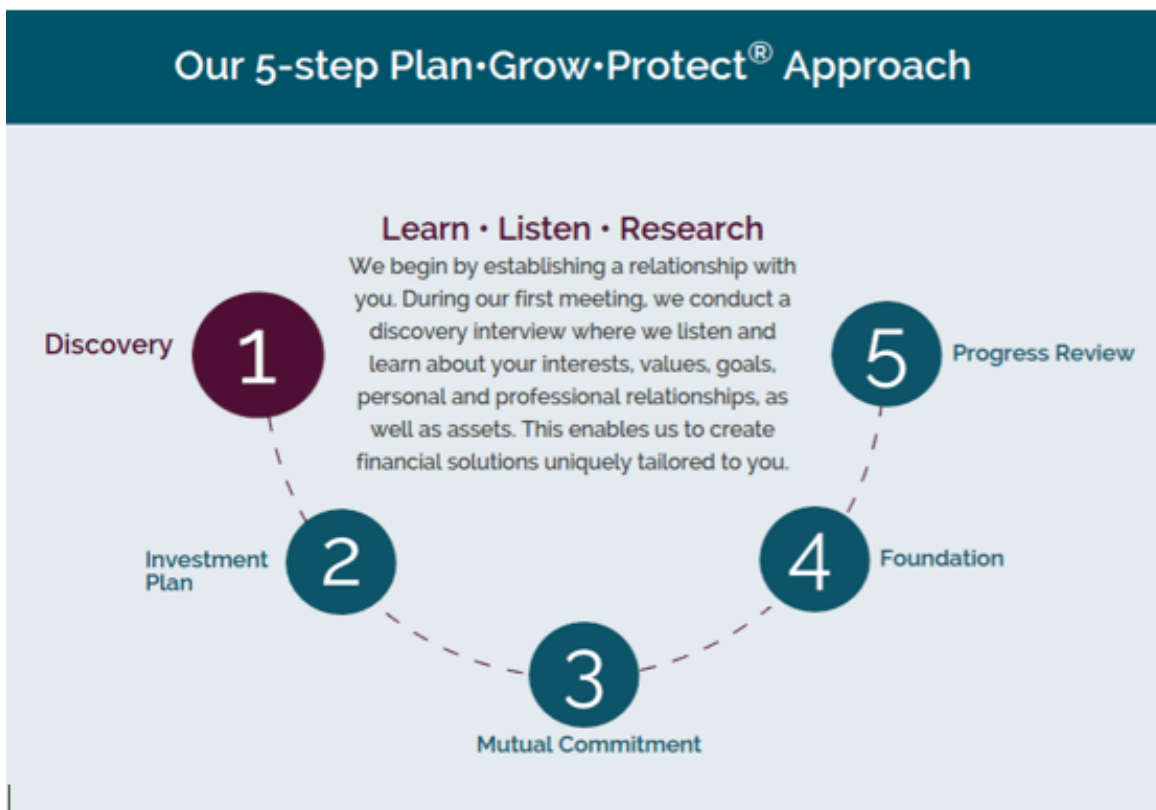 Our 5-step Plan•Grow•Protect® Approach
Learn • Listen • Research
We begin by establishing a relationship with
you. During our first meeting, we conduct a
discovery interview where we listen and
learn about your interests, values, goals,
personal and professional relationships, as
well as assets. This enables us to create
financial solutions uniquely tailored to you.
Discovery
1
Investment
Plan
2
3
Mutual Commitment
4
Foundation
5
Progress Review